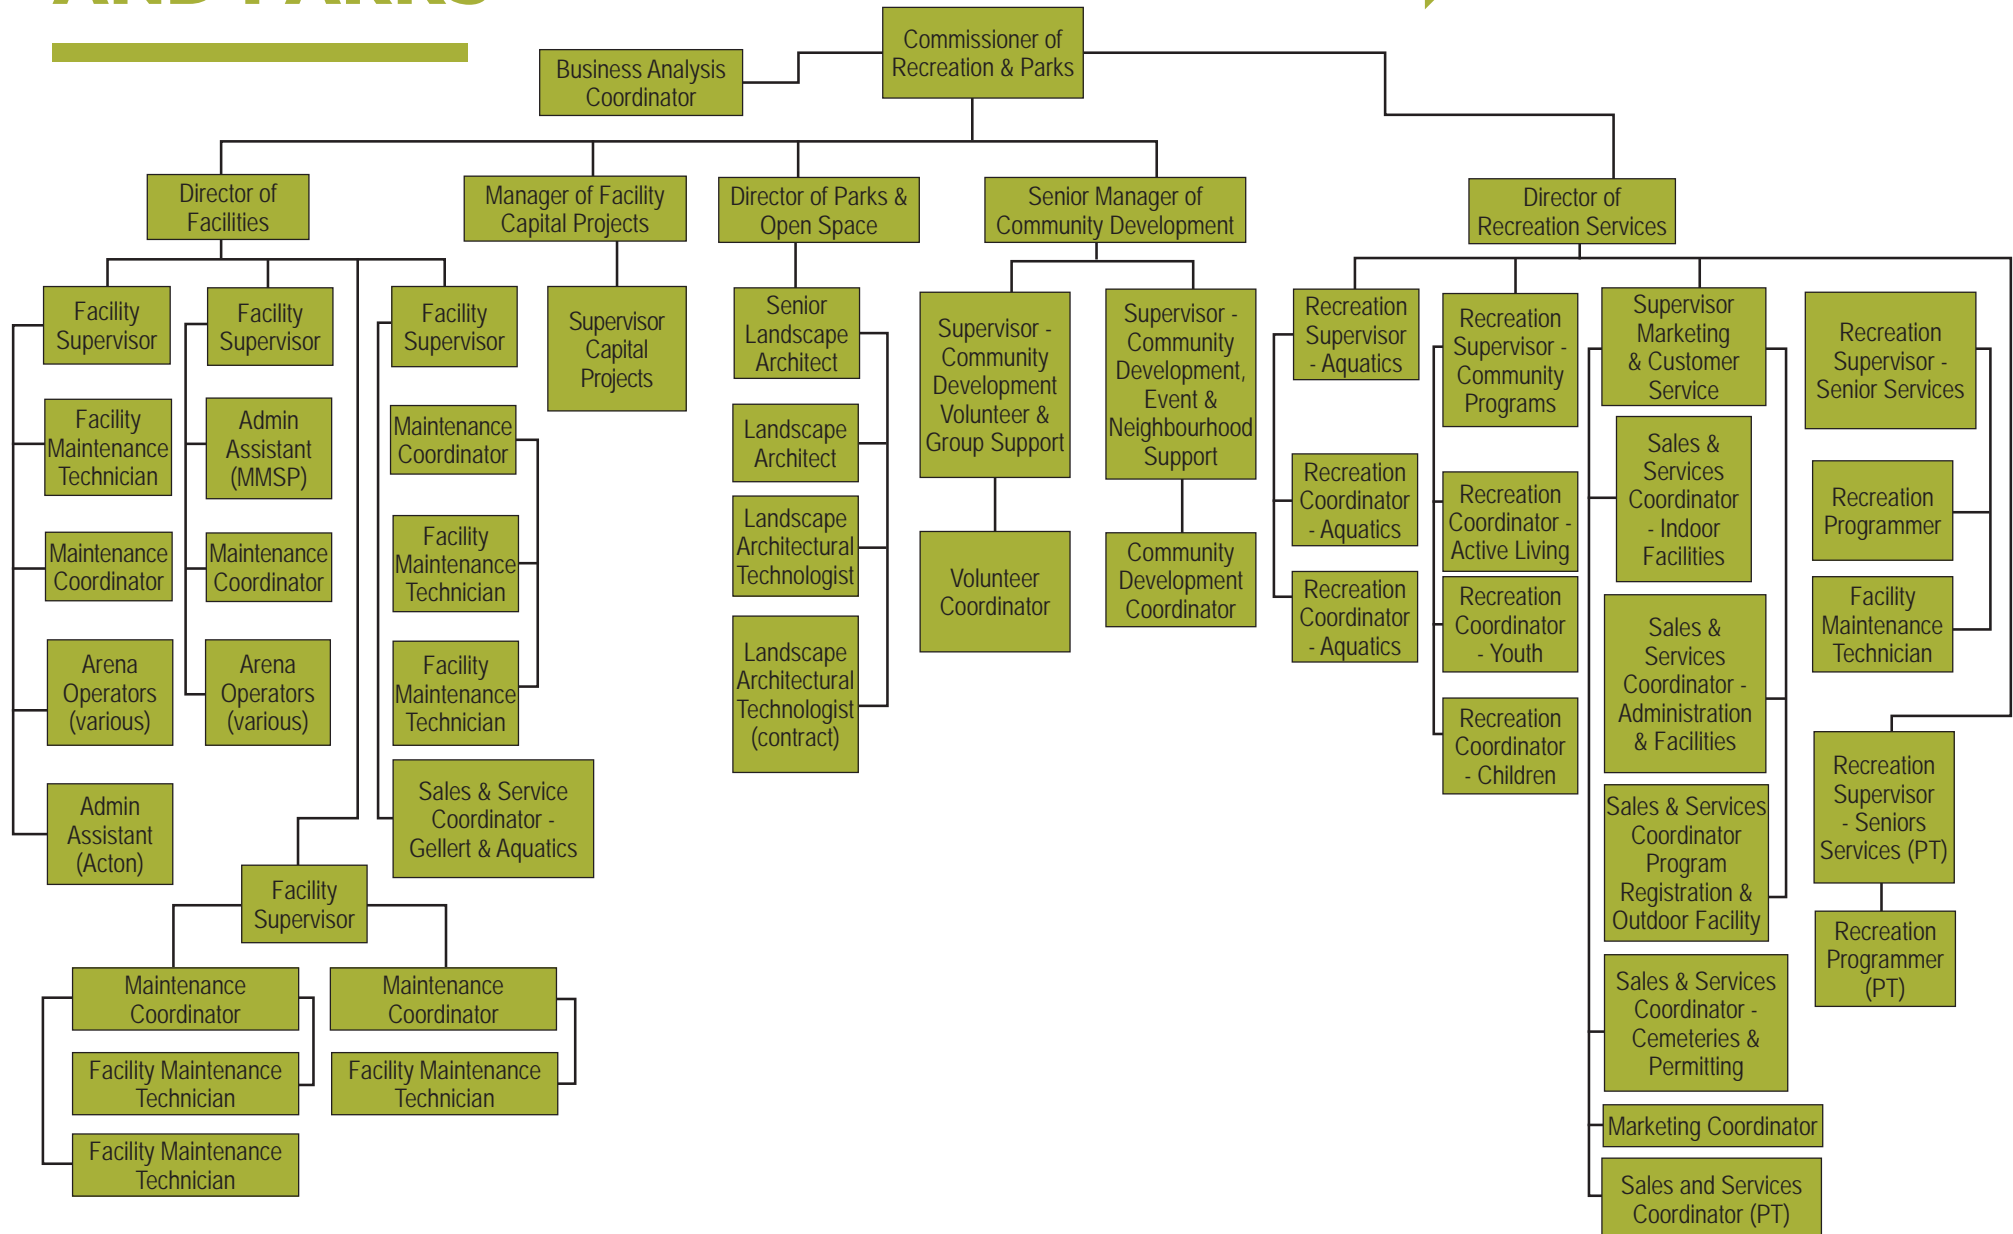 AND PARKS
Commissioner of
Recreation & Parks
Business Analysis
Coordinator
Director of
Facilities
Manager of Facility
Capital Projects
Director of Parks &
Open Space
Senior Manager of
Community Development
Director of
Recreation Services
Facility
Supervisor
Facility
Maintenance
Technician
Maintenance
Coordinator
Arena
Operators
(various)
Admin
Assistant
(Acton)
Facility
Supervisor
Admin
Assistant
(MMSP)
Maintenance
Coordinator
Arena
Operators
(various)
Facility
Supervisor
Maintenance
Coordinator
Facility
Maintenance
Technician
Facility
Maintenance
Technician
Sales & Service
Coordinator -
Gellert & Aquatics
Facility
Supervisor
Maintenance
Coordinator
Facility Maintenance
Technician
Facility Maintenance
Technician
Maintenance
Coordinator
Facility Maintenance
Technician
Supervisor
Capital
Projects
Senior
Landscape
Architect
Landscape
Architect
Landscape
Architectural
Technologist
Landscape
Architectural
Technologist
(contract)
Supervisor -
Community
Development
Volunteer &
Group Support
Volunteer
Coordinator
Supervisor -
Community
Development,
Event &
Neighbourhood
Support
Community
Development
Coordinator
Recreation
Supervisor
- Aquatics
Recreation
Coordinator
- Aquatics
Recreation
Coordinator
- Aquatics
Recreation
Supervisor -
Community
Programs
Recreation
Coordinator -
Active Living
Recreation
Coordinator
- Youth
Recreation
Coordinator
- Children
Supervisor
Marketing
& Customer
Service
Sales &
Services
Coordinator
- Indoor
Facilities
Sales &
Services
Coordinator -
Administration
& Facilities
Sales & Services
Coordinator
Program
Registration &
Outdoor Facility
Sales & Services
Coordinator -
Cemeteries &
Permitting
Marketing Coordinator
Sales and Services
Coordinator (PT)
Recreation
Supervisor -
Senior Services
Recreation
Programmer
Facility
Maintenance
Technician
Recreation
Supervisor
- Seniors
Services (PT)
Recreation
Programmer
(PT)